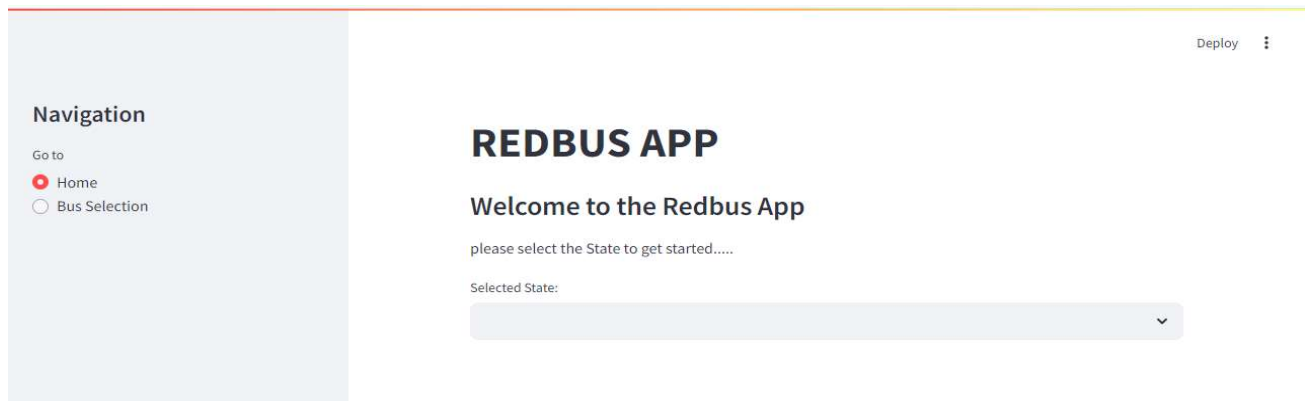 Deploy
Navigation
Go to
Home
Bus Selection
REDBUS APP
Welcome to the Redbus App
please select the State to get started.....
Selected State: